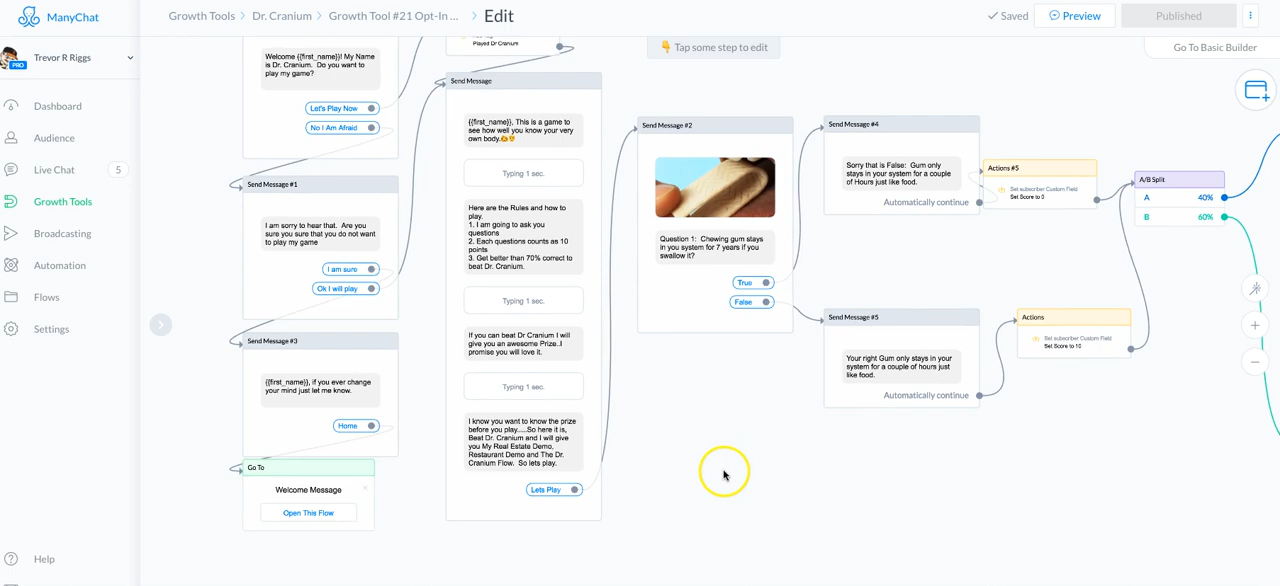 ManyChat
Growth Tools > Dr. Cranium > Growth Tool #21 Opt-In ... > Edit
Saved
Preview
Published
Trevor R Riggs
PRO
Dashboard
Audience
Live Chat
5
Growth Tools
Broadcasting
Automation
Flows
Settings
Help
Tap some step to edit
Go To Basic Builder
Welcome {{first_name}}! My Name
is Dr. Cranium. Do you want to
play my game?
Let's Play Now
No I Am Afraid
Send Message #1
I am sorry to hear that. Are you
sure you sure that you do not want
to play my game
I am sure
Ok I will play
Send Message #3
{{first_name}}, if you ever change
your mind just let me know.
Home
Go To
Welcome Message
Open This Flow
Played Dr Cranium
Send Message
{{first_name}}, This is a game to
see how well you know your very
own body.
Typing 1 sec.
Here are the Rules and how to
play.
1. I am going to ask you
questions
2. Each questions counts as 10
points
3. Get better than 70% correct to
beat Dr. Cranium.
Typing 1 sec.
If you can beat Dr Cranium I will
give you an awesome Prize..I
promise you will love it.
Typing 1 sec.
I know you want to know the prize
before you play.....So here it is,
Beat Dr. Cranium and I will give
you My Real Estate Demo,
Restaurant Demo and The Dr.
Cranium Flow. So lets play.
Lets Play
Send Message #2
Question 1: Chewing gum stays
in you system for 7 years if you
swallow it?
True
False
Send Message #4
Sorry that is False: Gum only
stays in your system for a couple
of Hours just like food.
Automatically continue
Actions #5
Set subscriber Custom Field
Set Score to 0
A/B Split
A 40%
B 60%
Send Message #5
Your right Gum only stays in your
system for a couple of hours just
like food.
Automatically continue
Actions
Set subscriber Custom Field
Set Score to 10